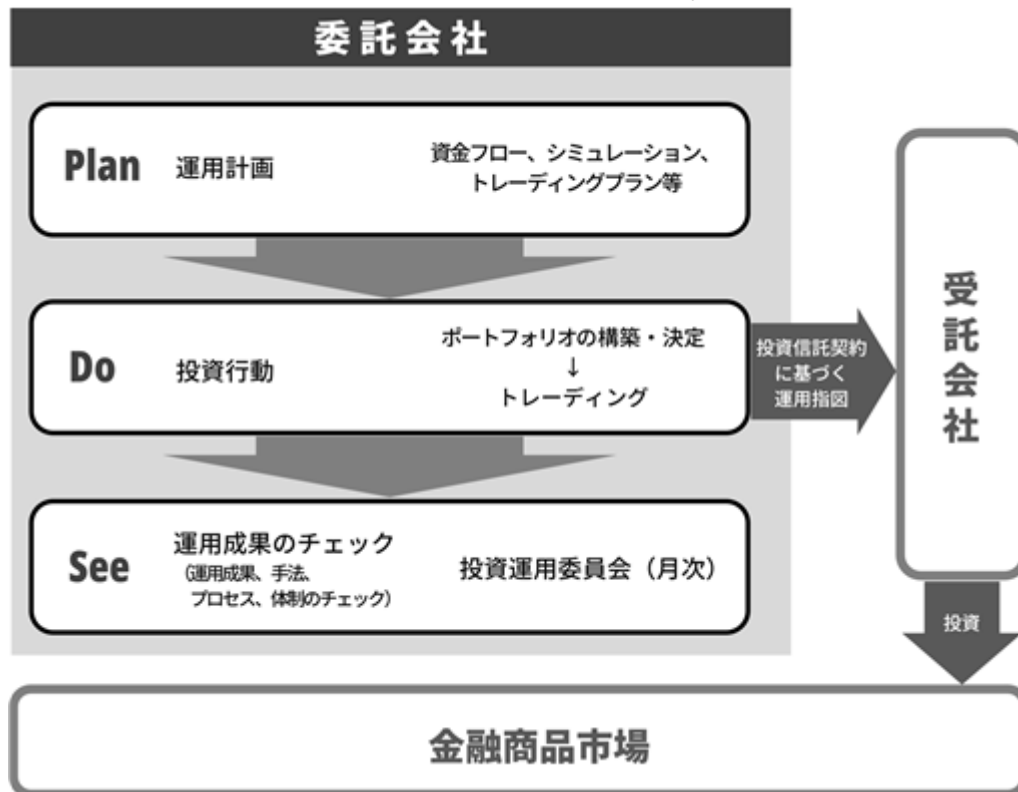 委託会社
Plan
運用計画
資金フロー、シミュレーション、
トレーディングプラン等
Do
投資行動
ポートフォリオの構築・決定
↓
トレーディング
投資信託契約
に基づく
運用指図
See
運用成果のチェック
(運用成果、手法、
プロセス、体制のチェック)
投資運用委員会(月次)
受託会社
投資
金融商品市場